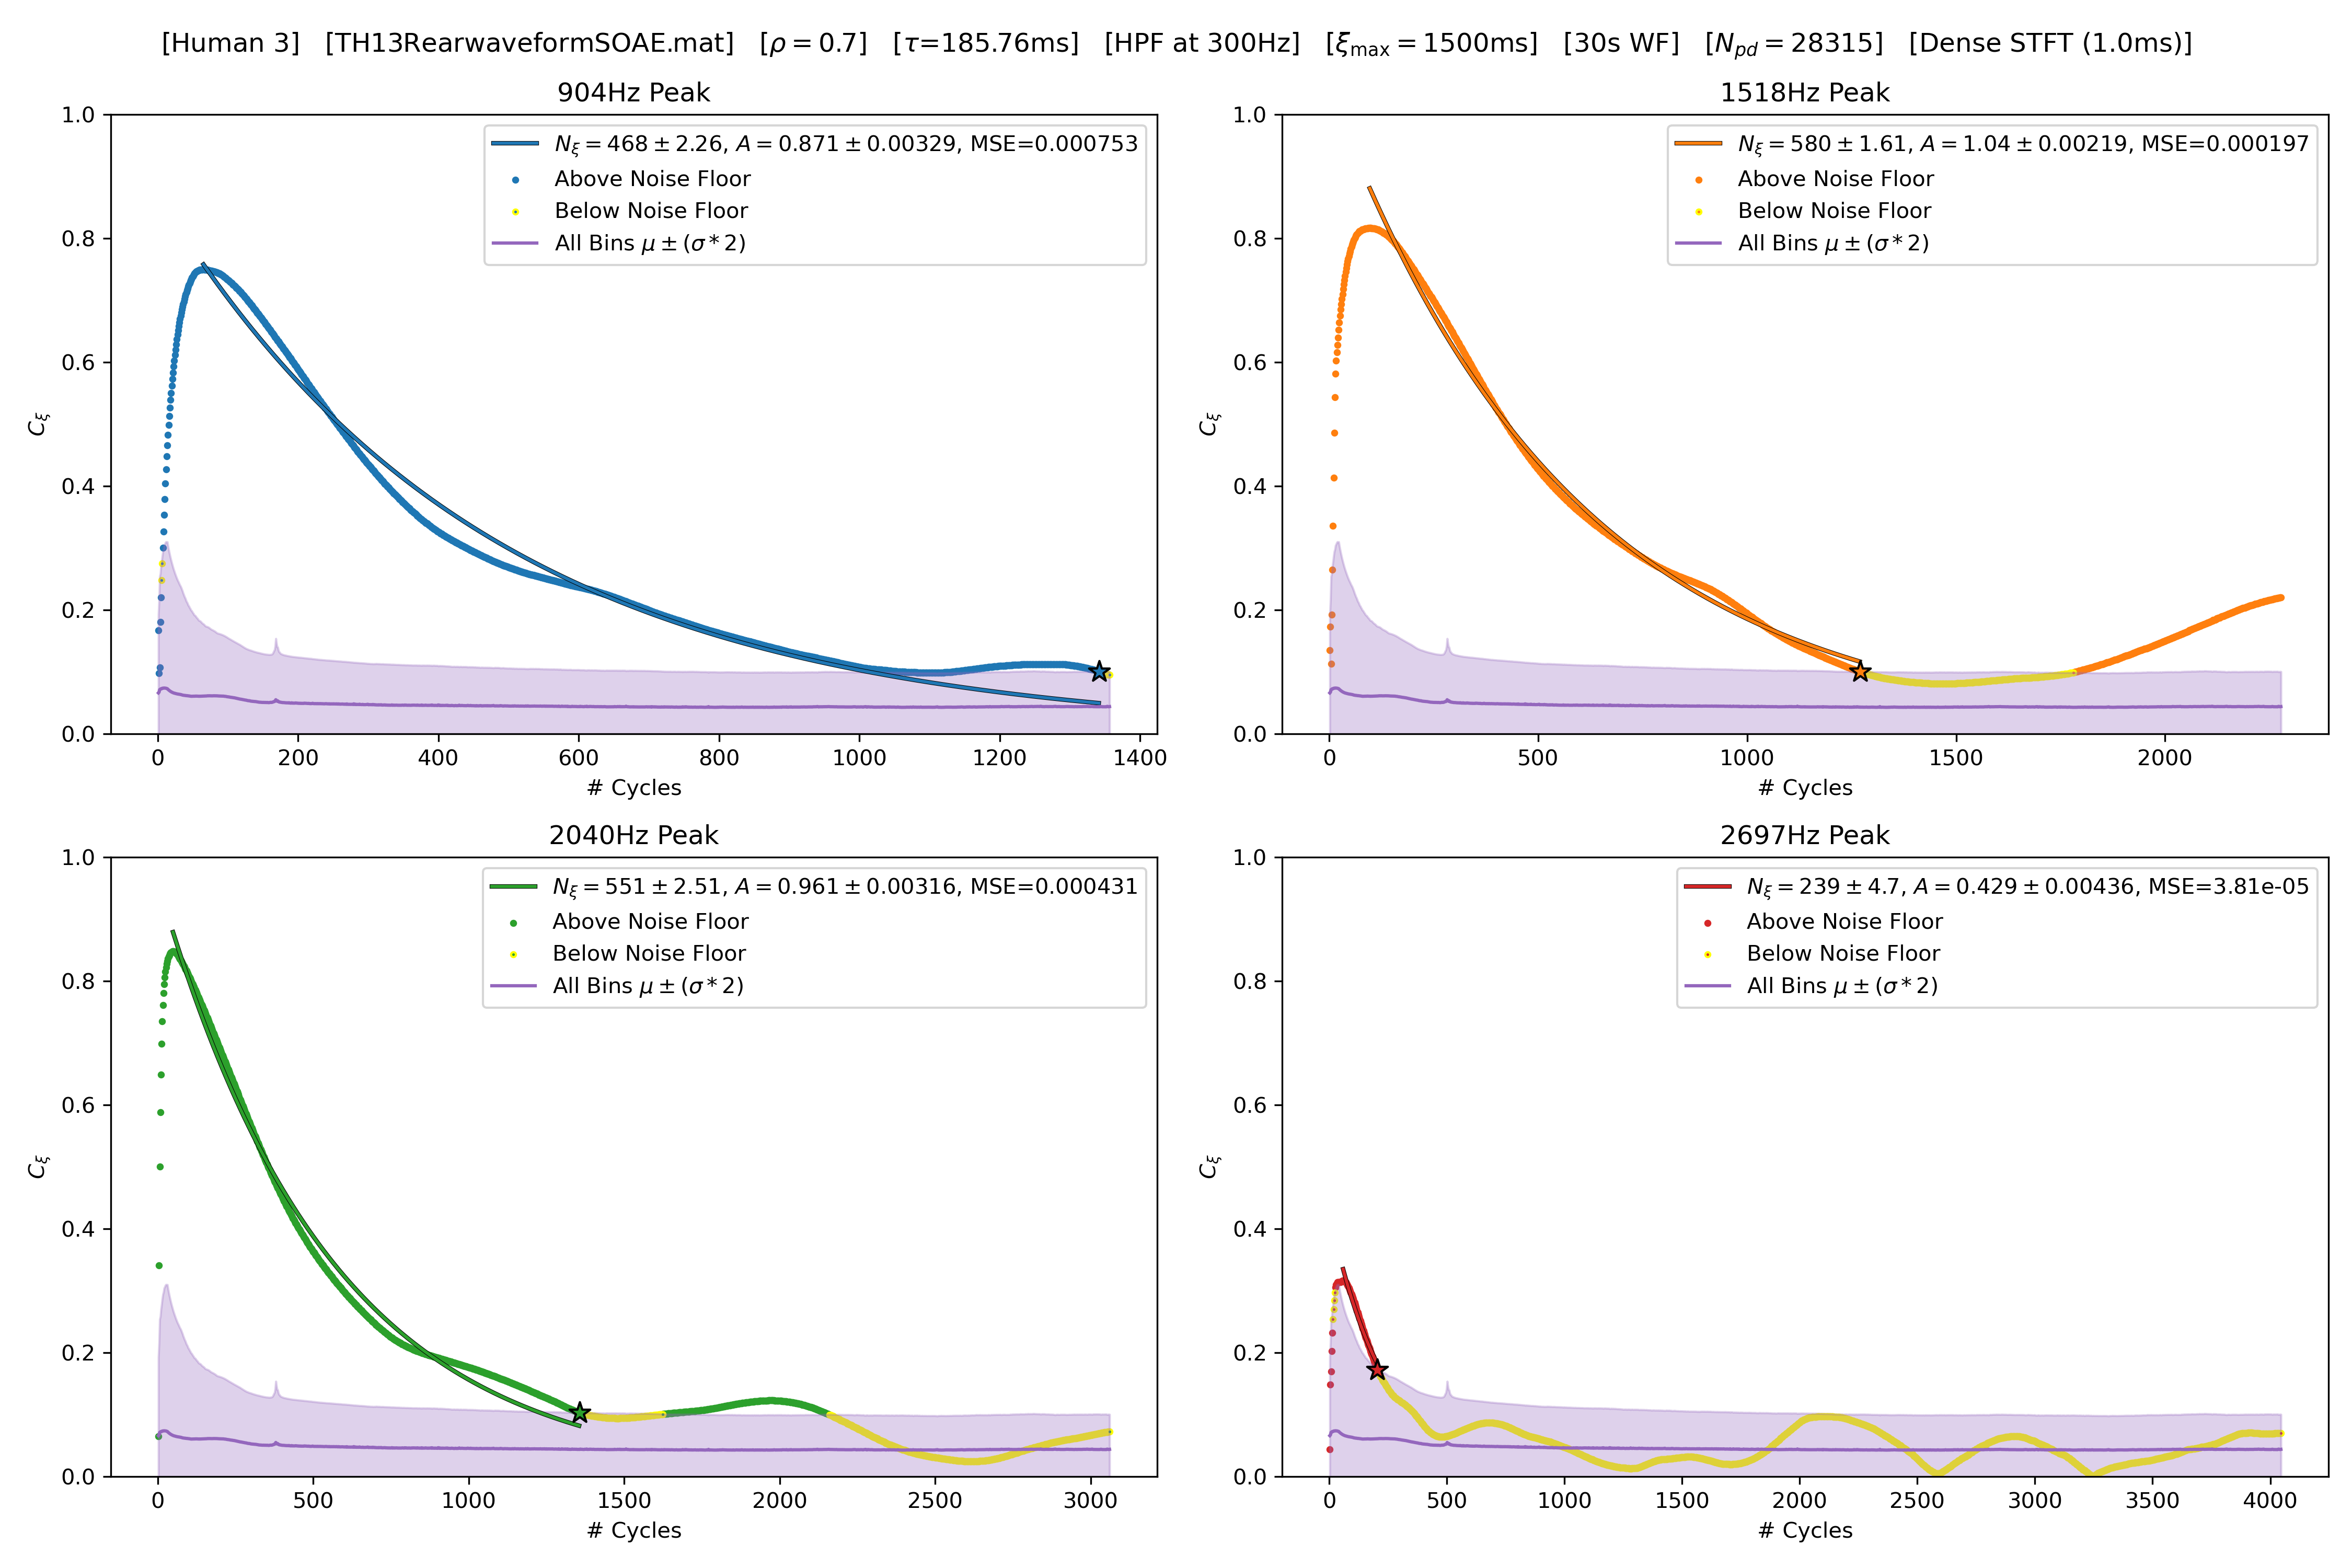 [Human 3] [TH13RearwaveformSOAE.mat] [ρ = 0.7] [τ=185.76ms] [HPF at 300Hz] [ξmax = 1500ms] [30s WF] [Npd = 28315] [Dense STFT (1.0ms)]
904Hz Peak
Nξ = 468 ± 2.26, A = 0.871 ± 0.00329, MSE=0.000753
Above Noise Floor
Below Noise Floor
All Bins μ ± (σ * 2)
1.0
0.8
0.6
0.4
0.2
0.0
Cξ
0 200 400 600 800 1000 1200 1400
# Cycles
1518Hz Peak
Nξ = 580 ± 1.61, A = 1.04 ± 0.00219, MSE=0.000197
Above Noise Floor
Below Noise Floor
All Bins μ ± (σ * 2)
1.0
0.8
0.6
0.4
0.2
0.0
Cξ
0 500 1000 1500 2000
# Cycles
2040Hz Peak
Nξ = 551 ± 2.51, A = 0.961 ± 0.00316, MSE=0.000431
Above Noise Floor
Below Noise Floor
All Bins μ ± (σ * 2)
1.0
0.8
0.6
0.4
0.2
0.0
Cξ
0 500 1000 1500 2000 2500 3000
# Cycles
2697Hz Peak
Nξ = 239 ± 4.7, A = 0.429 ± 0.00436, MSE=3.81e-05
Above Noise Floor
Below Noise Floor
All Bins μ ± (σ * 2)
1.0
0.8
0.6
0.4
0.2
0.0
Cξ
0 500 1000 1500 2000 2500 3000 3500 4000
# Cycles